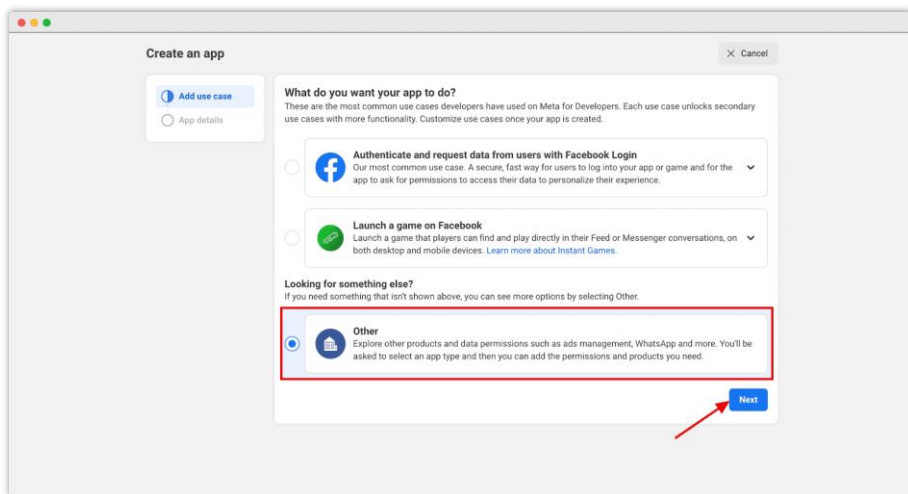 Create an app
Cancel
Add use case
App details
What do you want your app to do?
These are the most common use cases developers have used on Meta for Developers. Each use case unlocks secondary
use cases with more functionality. Customize use cases once your app is created.
Authenticate and request data from users with Facebook Login
Our most common use case. A secure, fast way for users to log into your app or game and for the
app to ask for permissions to access their data to personalize their experience.
Launch a game on Facebook
Launch a game that players can find and play directly in their Feed or Messenger conversations, on
both desktop and mobile devices. Learn more about Instant Games.
Looking for something else?
If you need something that isn't shown above, you can see more options by selecting Other.
Other
Explore other products and data permissions such as ads management, WhatsApp and more. You'll be
asked to select an app type and then you can add the permissions and products you need.
Next